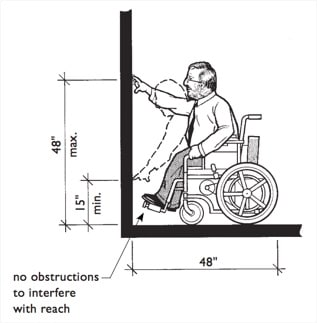 48" max.
15" min.
48"
no obstructions
to interfere
with reach